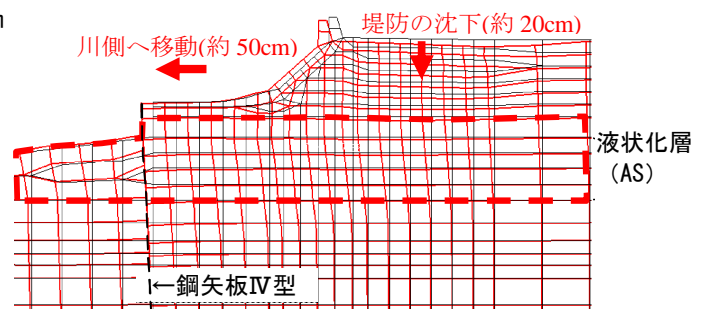 堤防の沈下(約 20cm)
川側へ移動(約 50cm)
液状化層
(AS)
←鋼矢板Ⅳ型